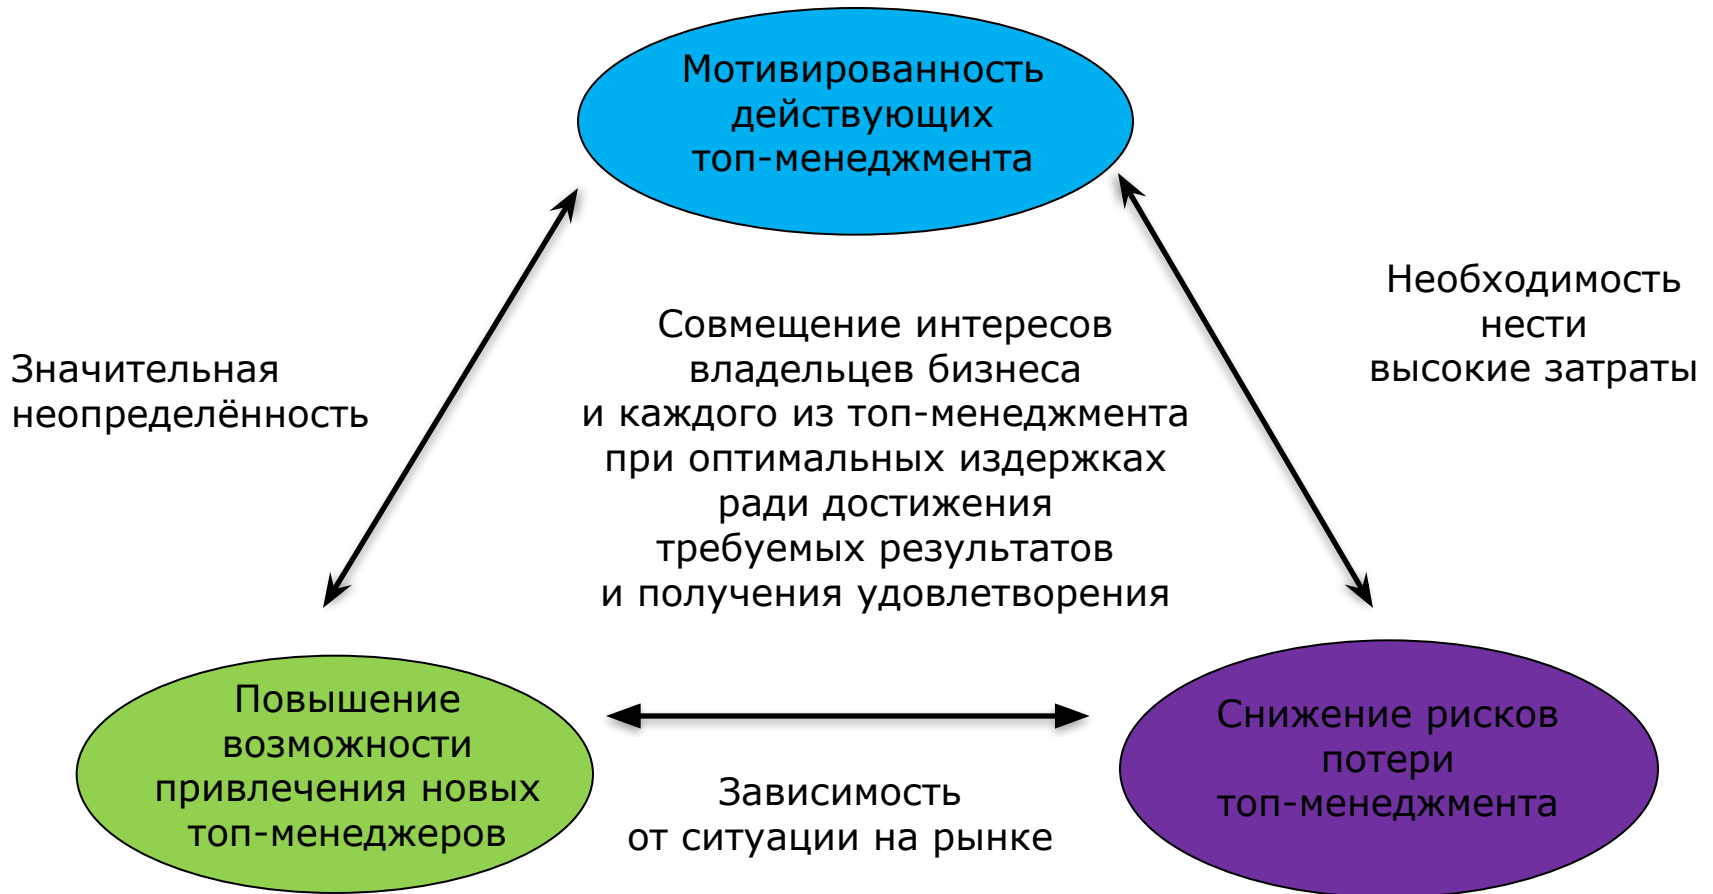 Мотивированность
действующих
топ-менеджмента
Необходимость
нести
высокие затраты
Значительная
неопределённость
Совмещение интересов
владельцев бизнеса
и каждого из топ-менеджмента
при оптимальных издержках
ради достижения
требуемых результатов
и получения удовлетворения
Повышение
возможности
привлечения новых
топ-менеджеров
Зависимость
от ситуации на рынке
Снижение рисков
потери
топ-менеджмента